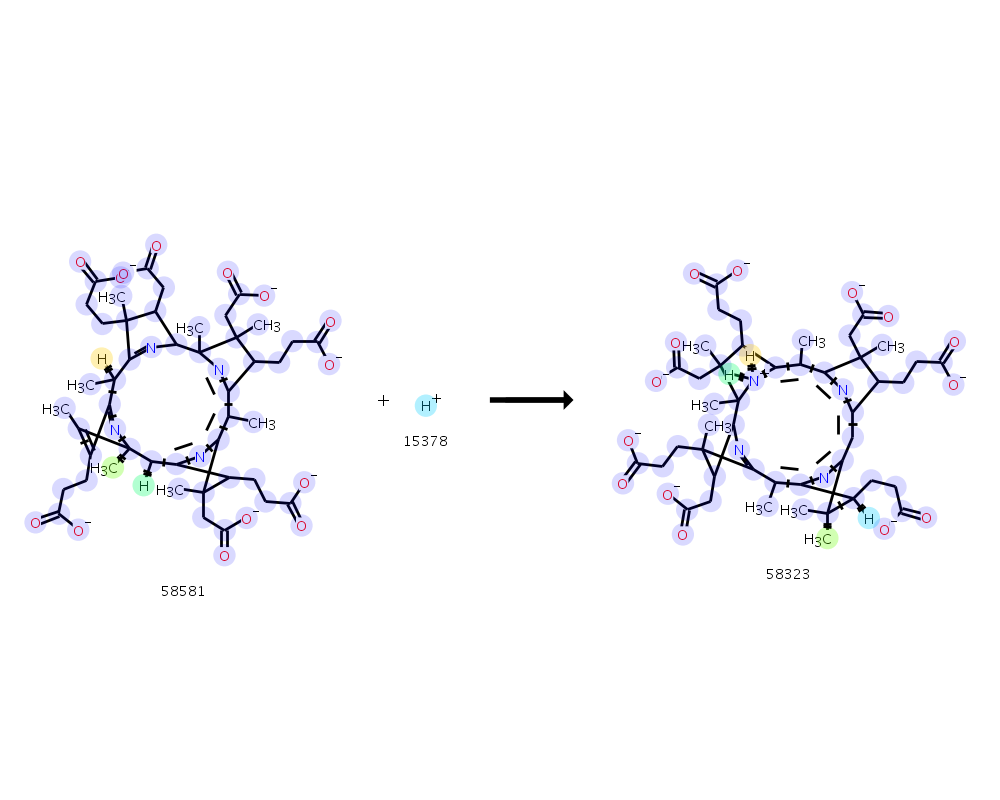 O O⁻ O
H₃C
O O⁻
H₃C CH₃
N
O O⁻
N
H
H₃C
H₃C
N
CH3
H₃C
N
H
H₃C
O O⁻
O⁻ O
O⁻ O
58581
+
H⁺
15378
O O⁻
O⁻ O
O H₃C
CH₃
CH3
H
H N⁺
O⁻
N
O O⁻
H₃C
CH₃
O⁻
O
N
N
O⁻
O
H₃C
H₃C
H
O⁻ O
H₃C
58323